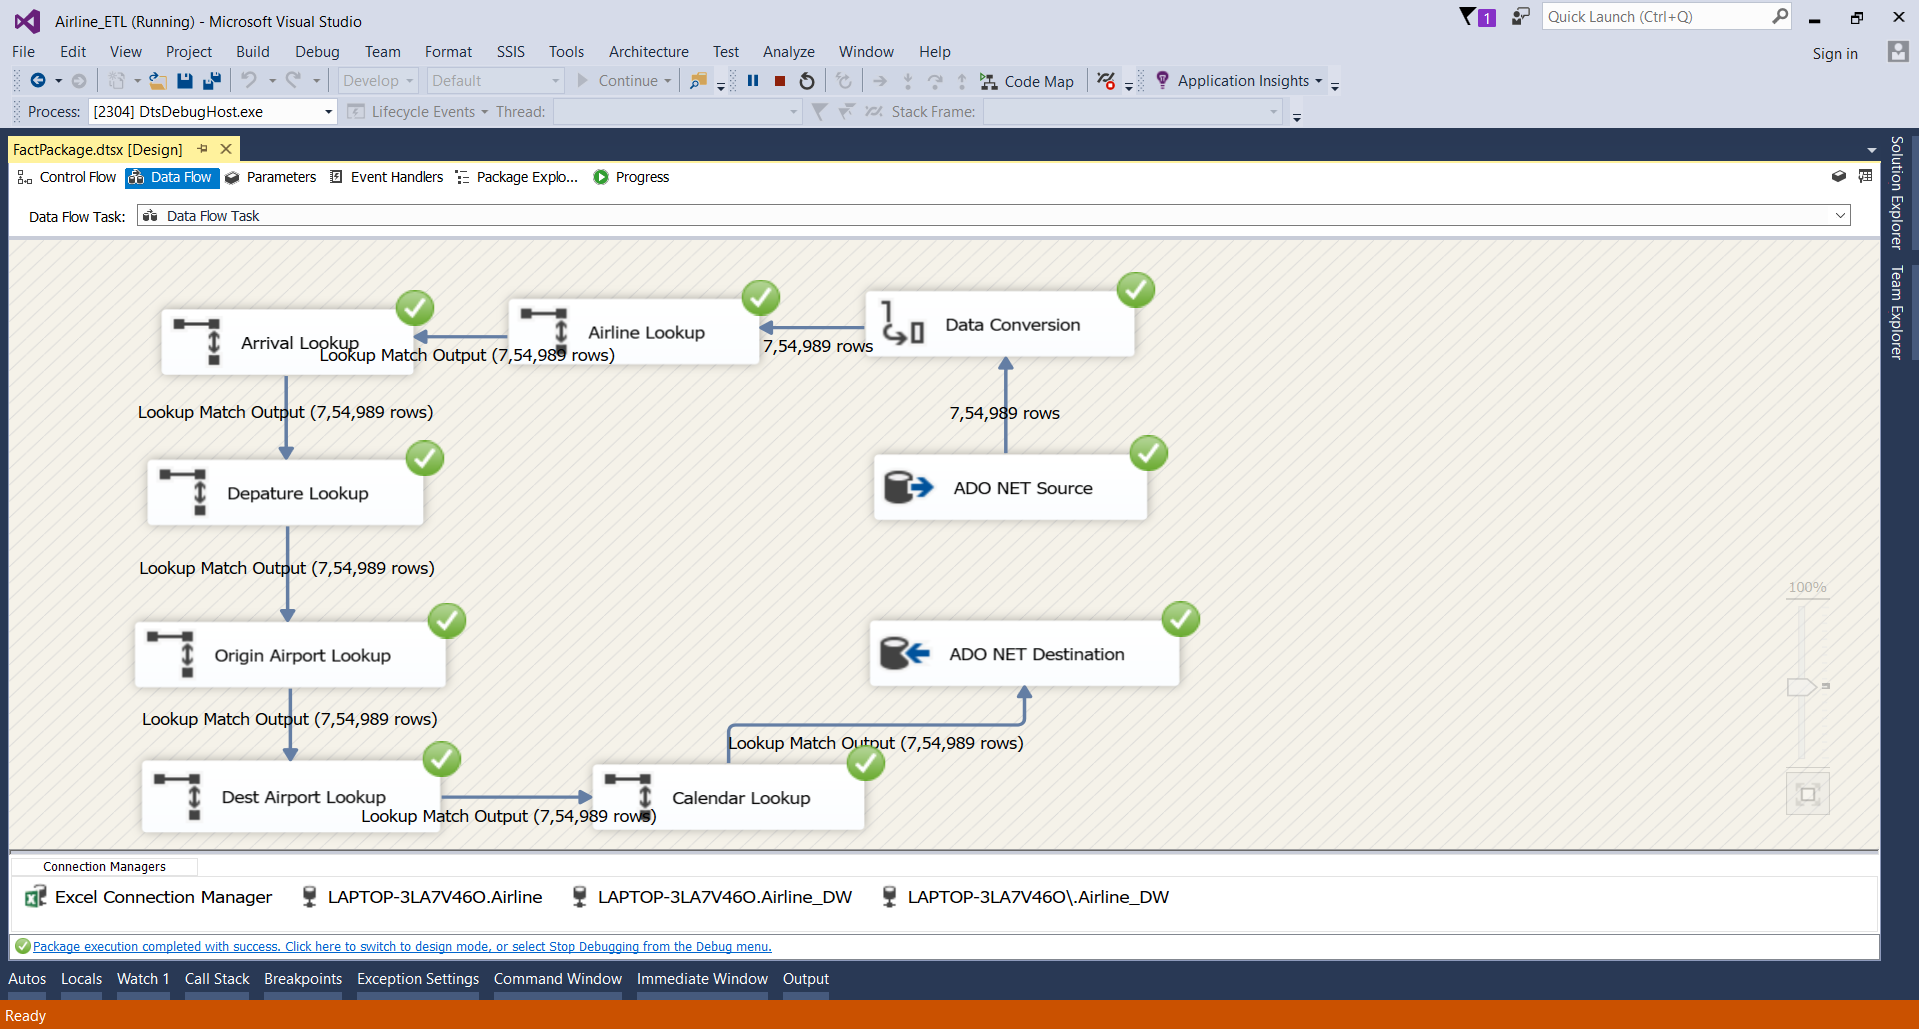 Airline_ETL (Running) - Microsoft Visual Studio
1
Quick Launch (Ctrl+Q)
File Edit View Project Build Debug Team Format SSIS Tools Architecture Test Analyze Window Help
Sign in
Develop Default Continue Code Map Application Insights
Process: [2304] DtsDebugHost.exe Lifecycle Events Thread: Stack Frame:
FactPackage.dtsx [Design]
Control Flow Data Flow Parameters Event Handlers Package Explo... Progress
Data Flow Task: Data Flow Task
Solution Explorer
Team Explorer
Data Conversion
Airline Lookup
Arrival Lookup
7,54,989 rows
Lookup Match Output (7,54,989 rows)
Lookup Match Output (7,54,989 rows)
7,54,989 rows
Depature Lookup
ADO NET Source
Lookup Match Output (7,54,989 rows)
100%
Origin Airport Lookup
ADO NET Destination
Lookup Match Output (7,54,989 rows)
Lookup Match Output (7,54,989 rows)
Dest Airport Lookup
Calendar Lookup
Lookup Match Output (7,54,989 rows)
Connection Managers
Excel Connection Manager LAPTOP-3LA7V46O.Airline LAPTOP-3LA7V46O.Airline_DW LAPTOP-3LA7V46O\.Airline_DW
Package execution completed with success. Click here to switch to design mode, or select Stop Debugging from the Debug menu.
Autos Locals Watch 1 Call Stack Breakpoints Exception Settings Command Window Immediate Window Output
Ready